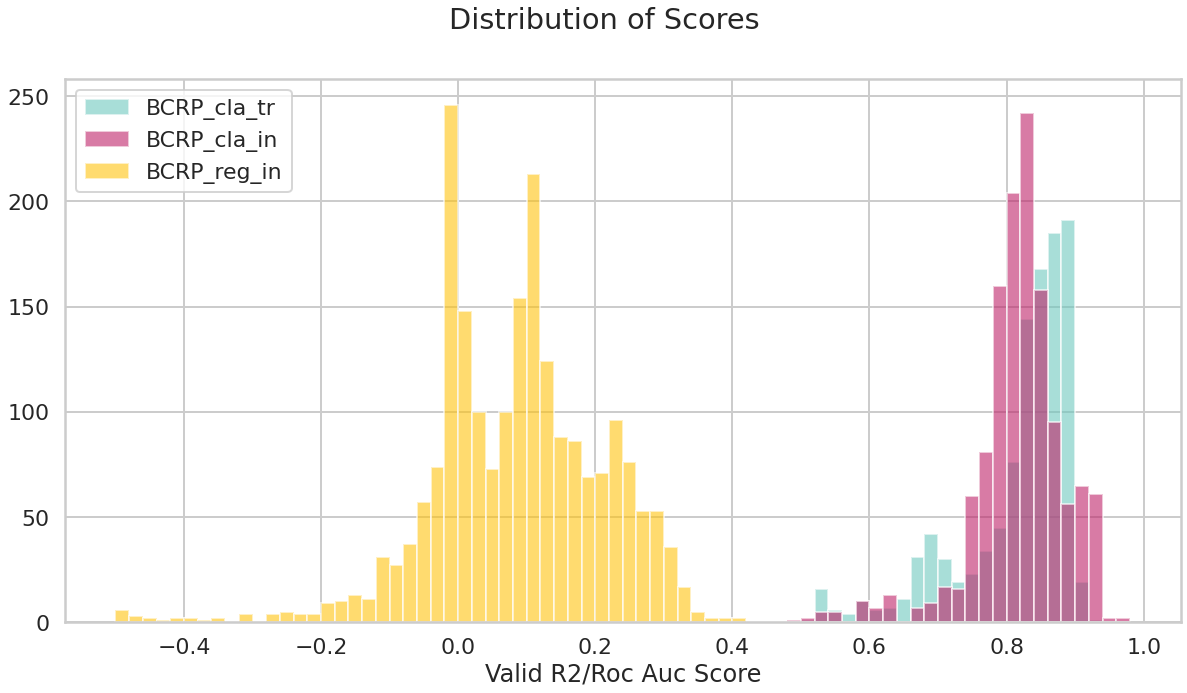 Distribution of Scores
BCRP_cla_tr
BCRP_cla_in
BCRP_reg_in
250
200
150
100
50
0
−0.4 −0.2 0.0 0.2 0.4 0.6 0.8 1.0
Valid R2/Roc Auc Score